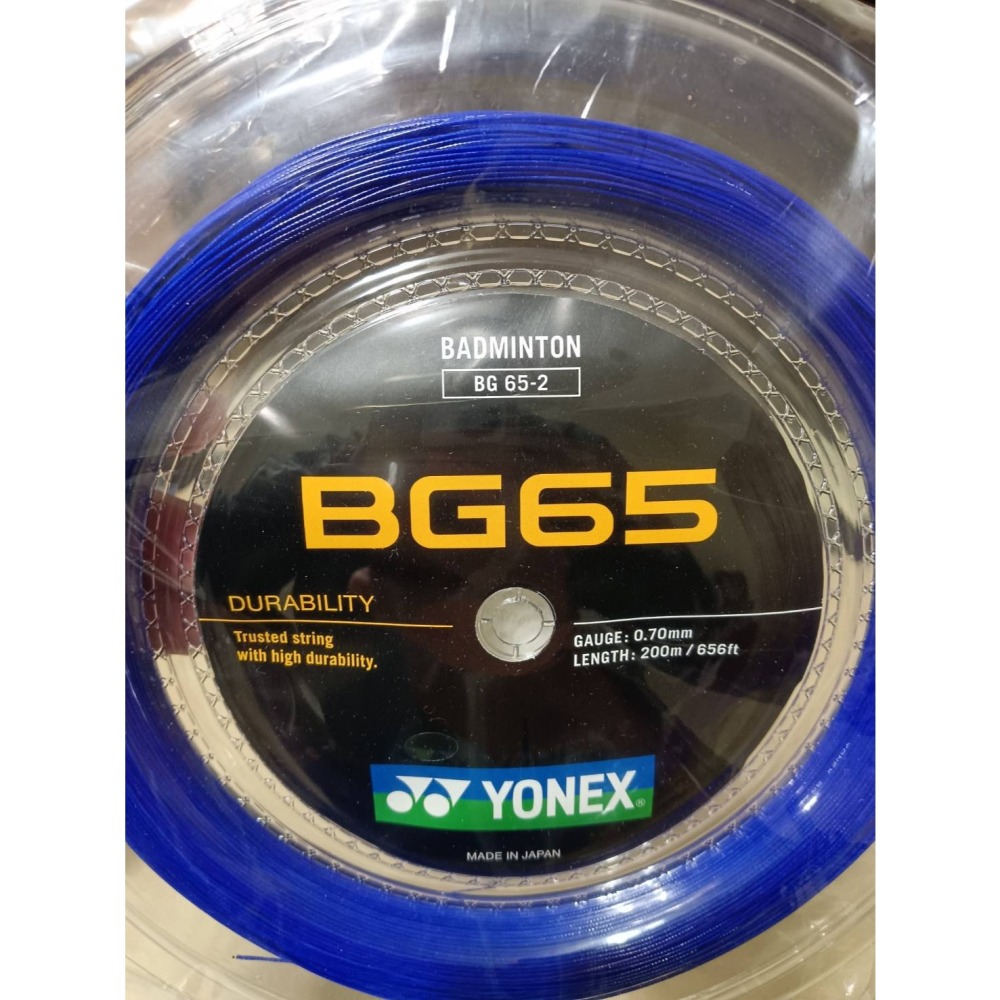 BADMINTON
BG 65-2
BG65
DURABILITY
Trusted string
with high durability.
GAUGE: 0.70mm
LENGTH: 200m / 656ft
YONEX®
MADE IN JAPAN